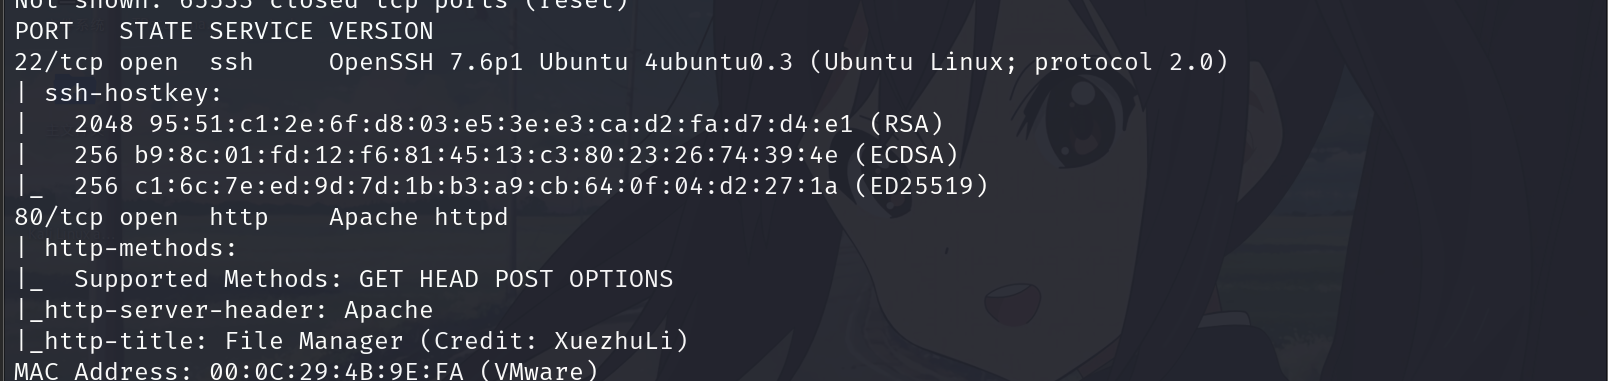 Not shown: 65533 closed tcp ports (reset)
PORT   STATE SERVICE VERSION
22/tcp open  ssh     OpenSSH 7.6p1 Ubuntu 4ubuntu0.3 (Ubuntu Linux; protocol 2.0)
| ssh-hostkey:
|   2048 95:51:c1:2e:6f:d8:03:e5:3e:e3:ca:d2:fa:d7:d4:e1 (RSA)
|   256 b9:8c:01:fd:12:f6:81:45:13:c3:80:23:26:74:39:4e (ECDSA)
|_  256 c1:6c:7e:ed:9d:7d:1b:b3:a9:cb:64:0f:04:d2:27:1a (ED25519)
80/tcp open  http    Apache httpd
| http-methods:
|_  Supported Methods: GET HEAD POST OPTIONS
|_http-server-header: Apache
|_http-title: File Manager (Credit: XuezhuLi)
MAC Address: 00:0C:29:4B:9E:FA (VMware)